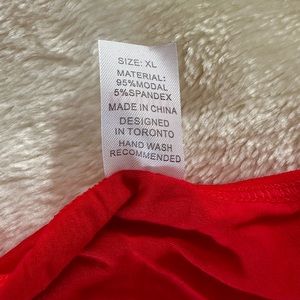 SIZE: XL
MATERIAL:
95%MODAL
5%SPANDEX
MADE IN CHINA
DESIGNED
IN TORONTO
HAND WASH
RECOMMENDED